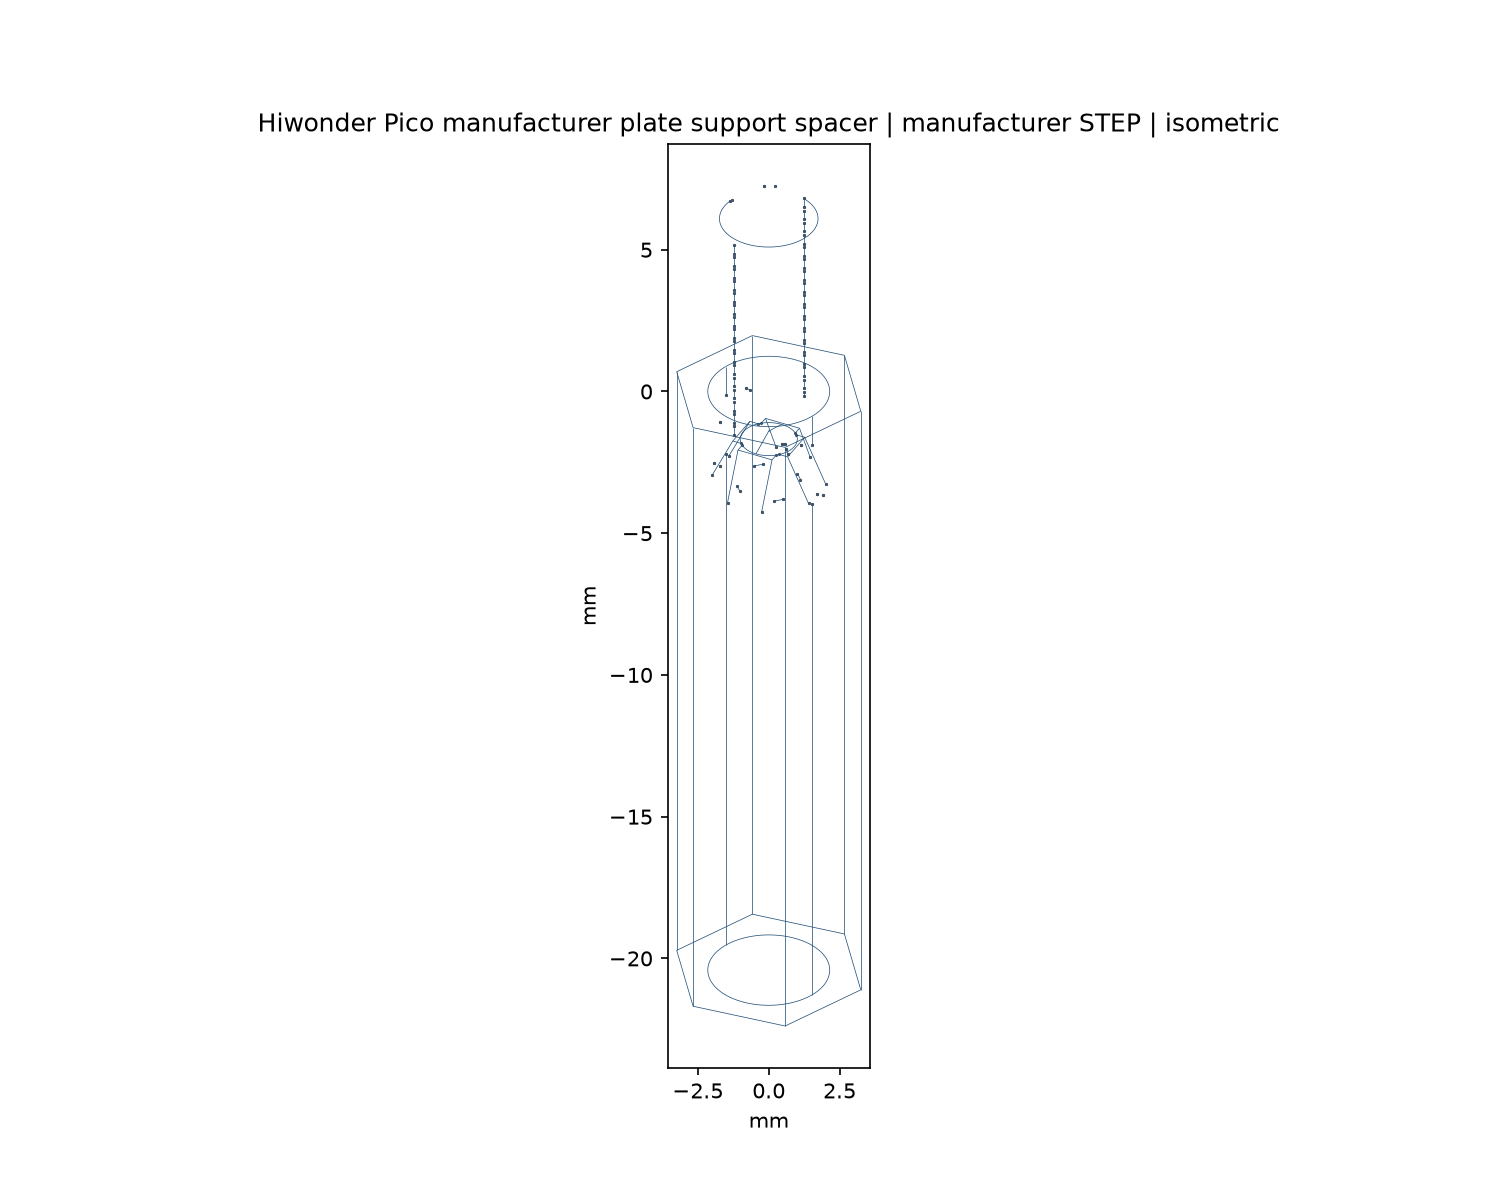 Hiwonder Pico manufacturer plate support spacer | manufacturer STEP | isometric
5
0
−5
−10
−15
−20
mm
−2.5 0.0 2.5
mm